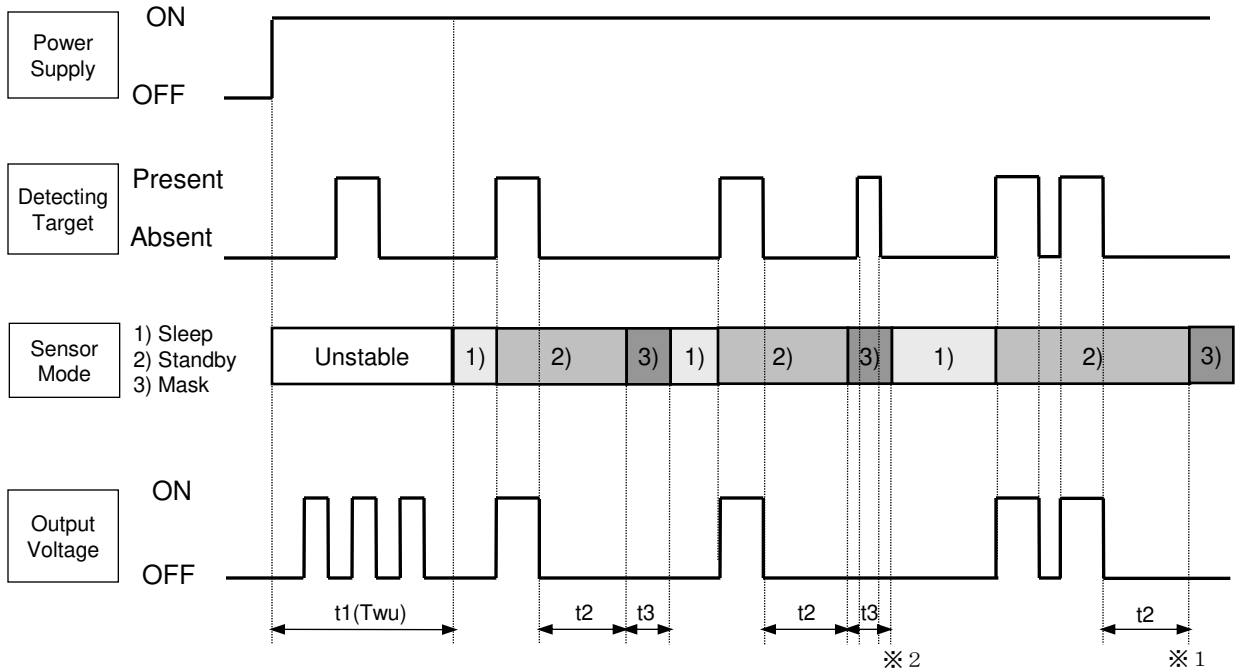 Power
Supply
ON
OFF
Detecting
Target
Present
Absent
Sensor
Mode
1) Sleep
2) Standby
3) Mask
Unstable
1)
2)
3)
1)
2)
3)
1)
2)
3)
Output
Voltage
ON
OFF
t1(Twu)
t2
t3
t2
t3
t2
※2
※1